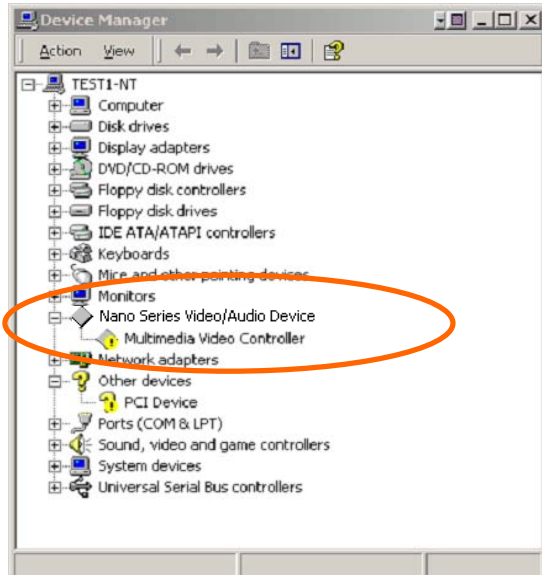 Device Manager
Action View
TEST1-NT
Computer
Disk drives
Display adapters
DVD/CD-ROM drives
Floppy disk controllers
Floppy disk drives
IDE ATA/ATAPI controllers
Keyboards
Mice and other pointing devices
Monitors
Nano Series Video/Audio Device
Multimedia Video Controller
Network adapters
Other devices
PCI Device
Ports (COM & LPT)
Sound, video and game controllers
System devices
Universal Serial Bus controllers